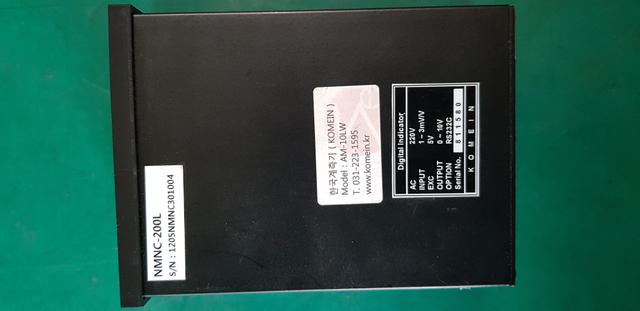 NMNC-200L
S/N : 1205NMNC301004
한국계측기 ( KOMEIN )
Model : AM-10LW
T. 031-223-1595
www.komein.kr
Digital Indicator
AC 220V
INPUT 1 ~ 3mV/V
EXC 5V
OUTPUT 0 ~ 10V
OPTION RS232C
Serial No. 811580
KOMEIN